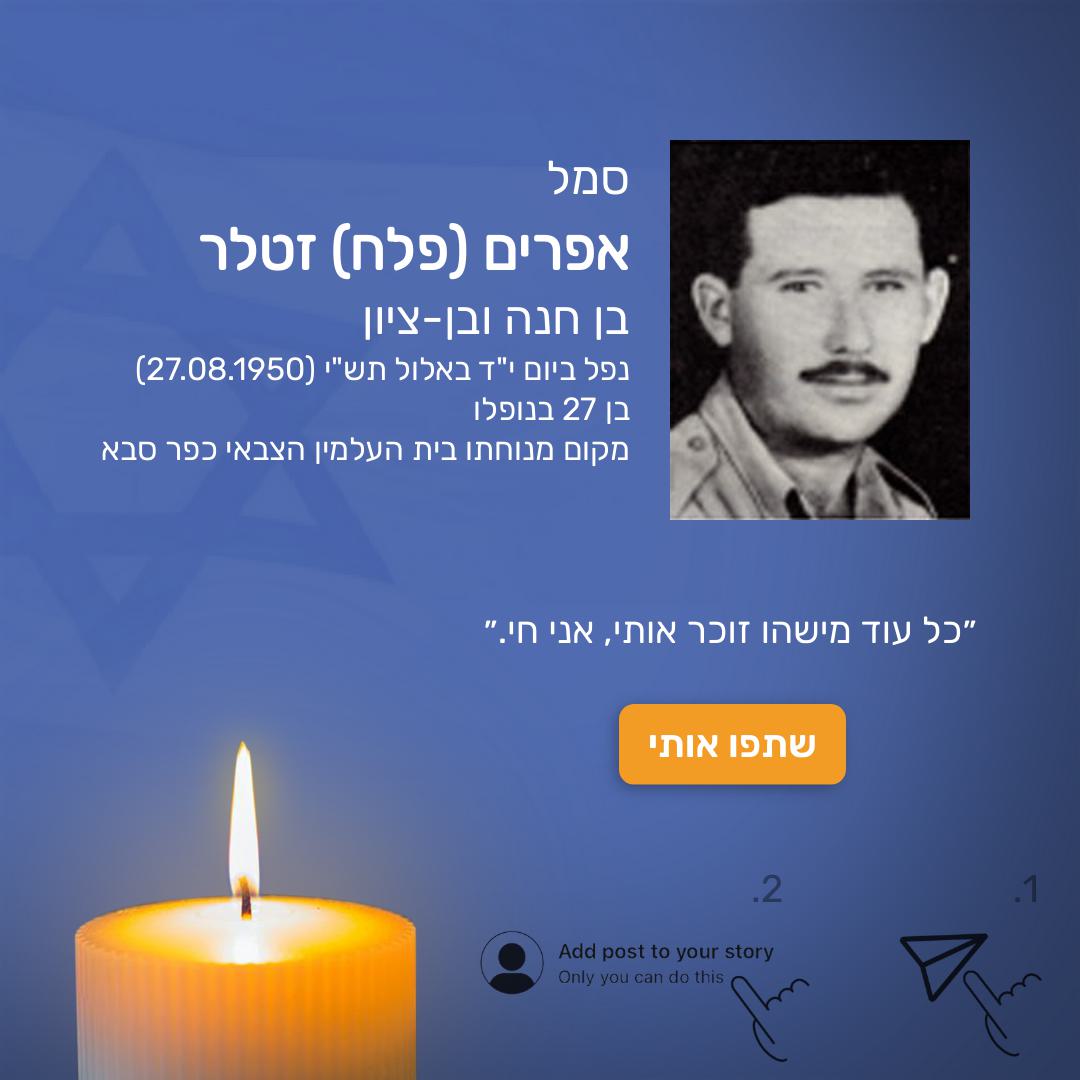 סמל
אפרים (פלח) זטלר
בן חנה ובן-ציון
נפל ביום י"ד באלול תש"י (27.08.1950)
בן 27 בנופלו
מקום מנוחתו בית העלמין הצבאי כפר סבא
״כל עוד מישהו זוכר אותי, אני חי.״
שתפו אותי
.1
.2
Add post to your story
Only you can do this